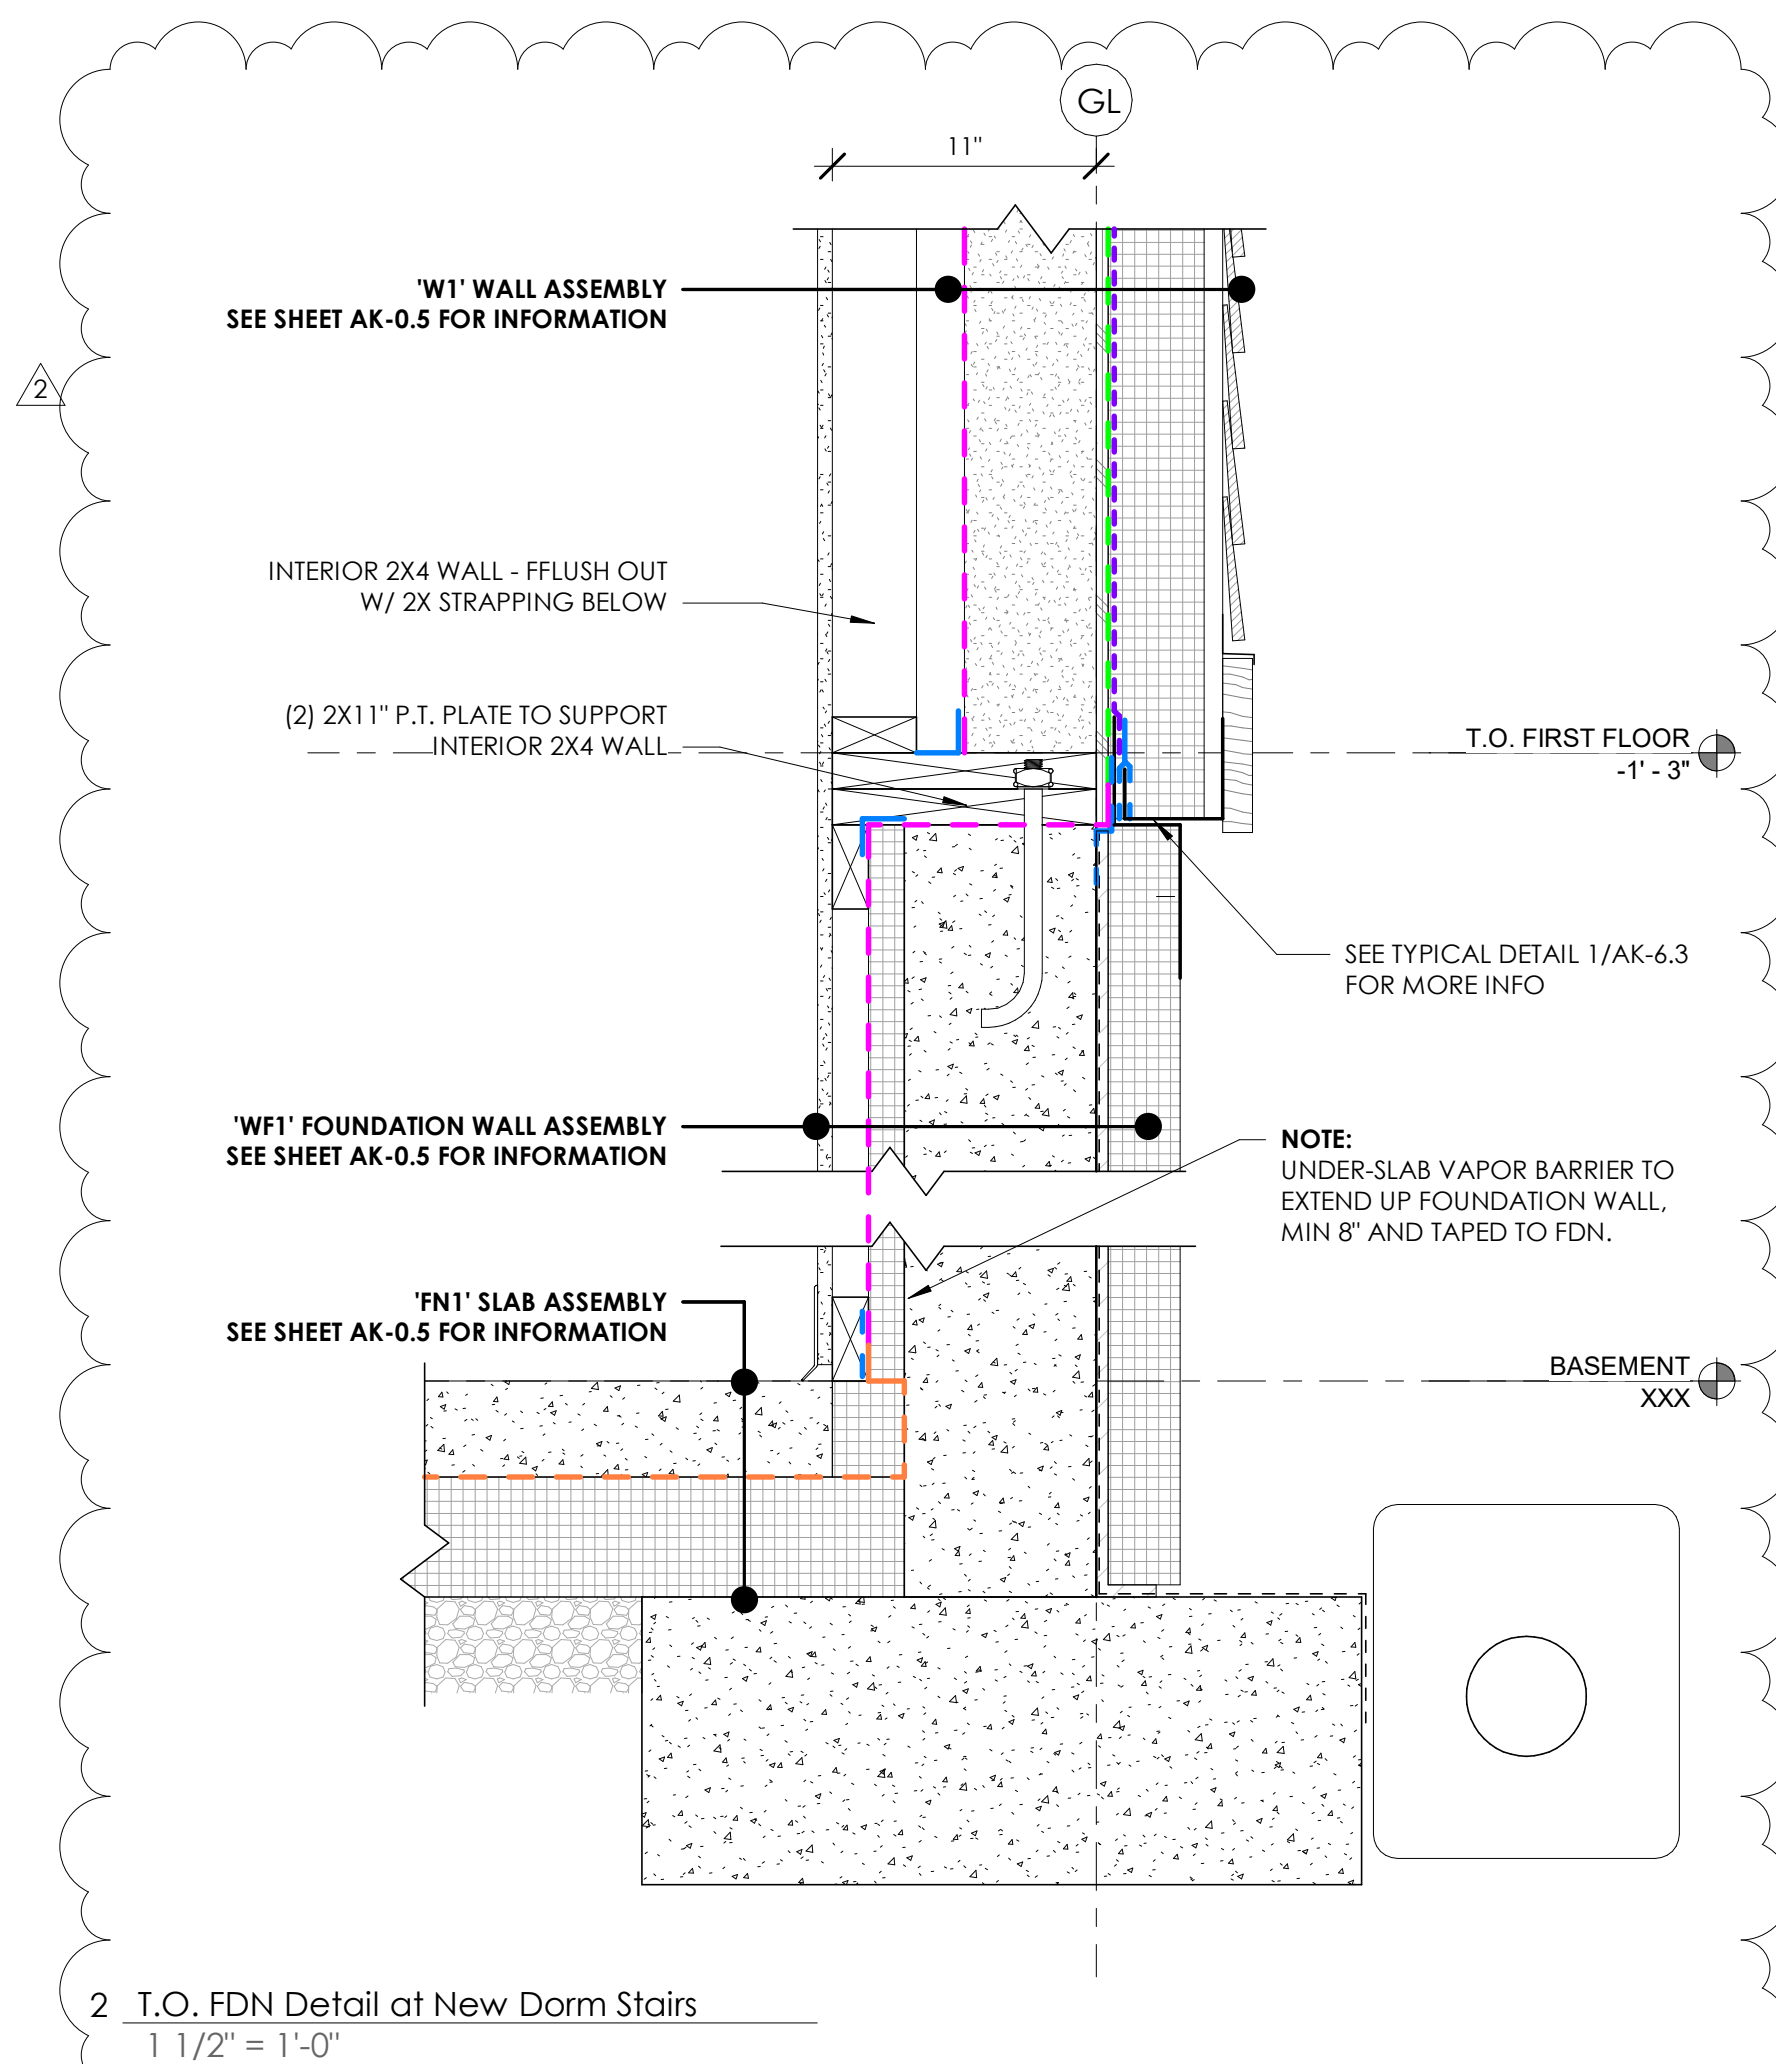 GL
11"
'W1' WALL ASSEMBLY
SEE SHEET AK-0.5 FOR INFORMATION
2
INTERIOR 2X4 WALL - FFLUSH OUT
W/ 2X STRAPPING BELOW
(2) 2X11" P.T. PLATE TO SUPPORT
INTERIOR 2X4 WALL
T.O. FIRST FLOOR
-1' - 3"
SEE TYPICAL DETAIL 1/AK-6.3
FOR MORE INFO
'WF1' FOUNDATION WALL ASSEMBLY
SEE SHEET AK-0.5 FOR INFORMATION
NOTE:
UNDER-SLAB VAPOR BARRIER TO
EXTEND UP FOUNDATION WALL,
MIN 8" AND TAPED TO FDN.
'FN1' SLAB ASSEMBLY
SEE SHEET AK-0.5 FOR INFORMATION
BASEMENT
XXX
2 T.O. FDN Detail at New Dorm Stairs
1 1/2" = 1'-0"